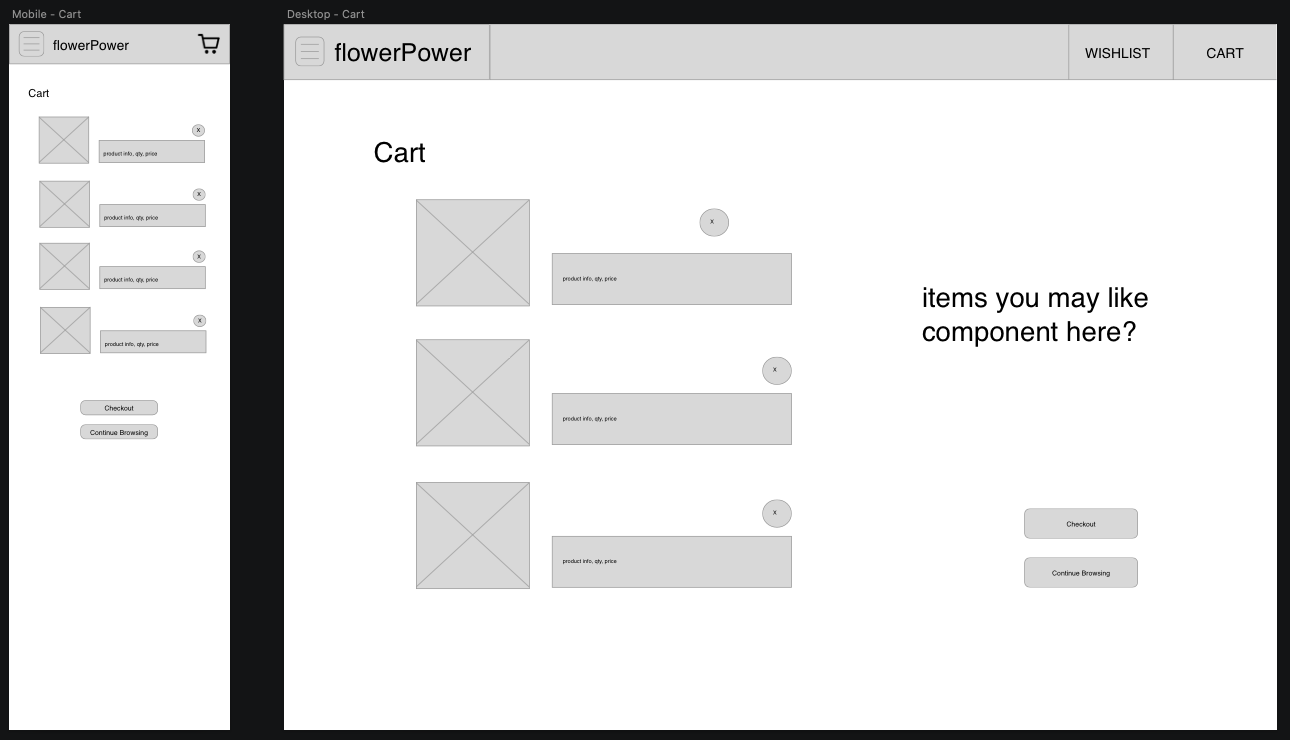 Mobile - Cart
flowerPower
Cart
x
product info, qty, price
x
product info, qty, price
x
product info, qty, price
x
product info, qty, price
Checkout
Continue Browsing
Desktop - Cart
flowerPower
WISHLIST
CART
Cart
x
product info, qty, price
x
product info, qty, price
x
product info, qty, price
items you may like
component here?
Checkout
Continue Browsing